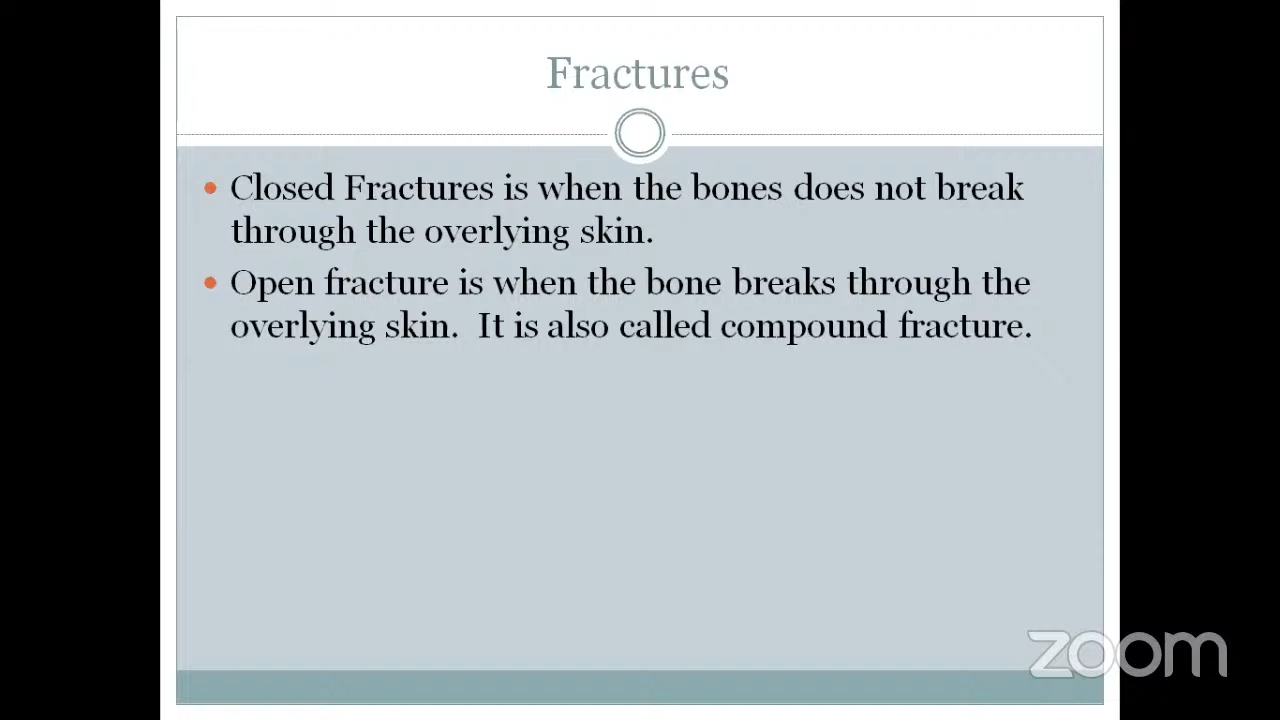 Fractures
• Closed Fractures is when the bones does not break
through the overlying skin.
• Open fracture is when the bone breaks through the
overlying skin.  It is also called compound fracture.
zoom